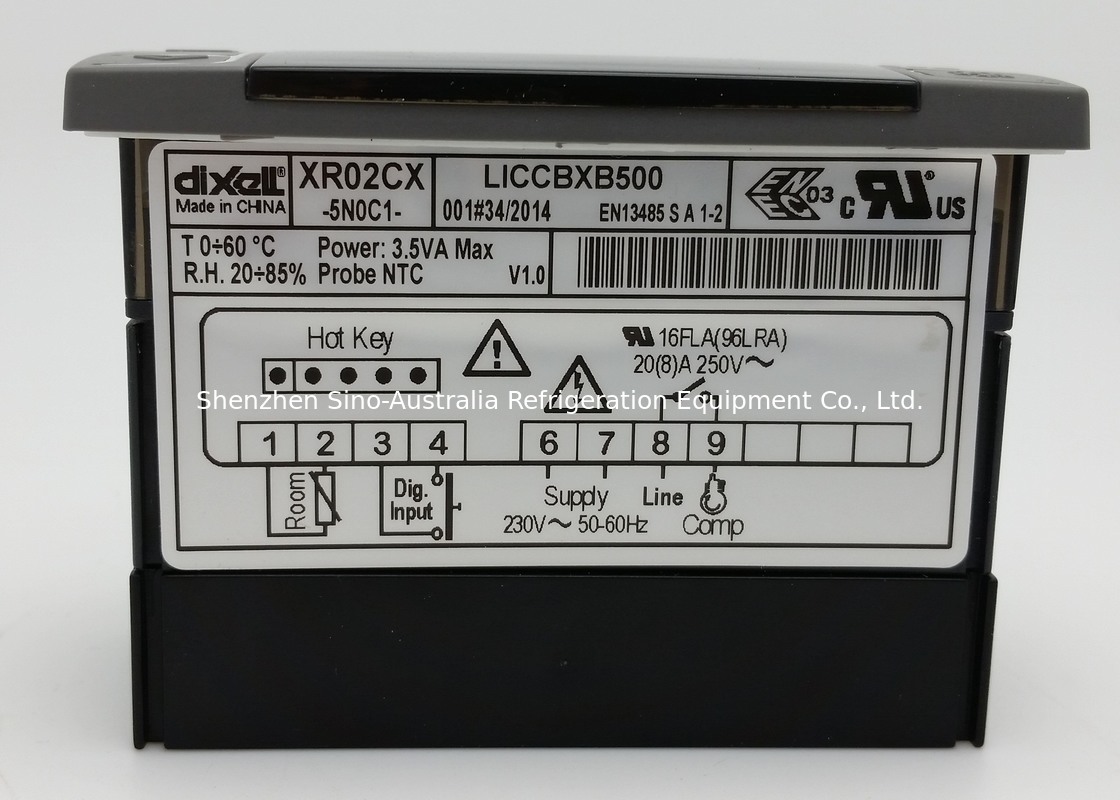 dixell®
Made in CHINA
XR02CX
-5N0C1-
LICCBXB500
001#34/2014 EN13485 S A 1-2
ENEC 03
c RU® US
T 0÷60 °C Power: 3.5VA Max
R.H. 20÷85% Probe NTC V1.0
Hot Key
RU 16FLA(96LRA)
20(8)A 250V~
Shenzhen Sino-Australia Refrigeration Equipment Co., Ltd.
1 2 3 4 6 7 8 9
Room
Dig.
Input
Supply Line
230V~ 50-60Hz Comp